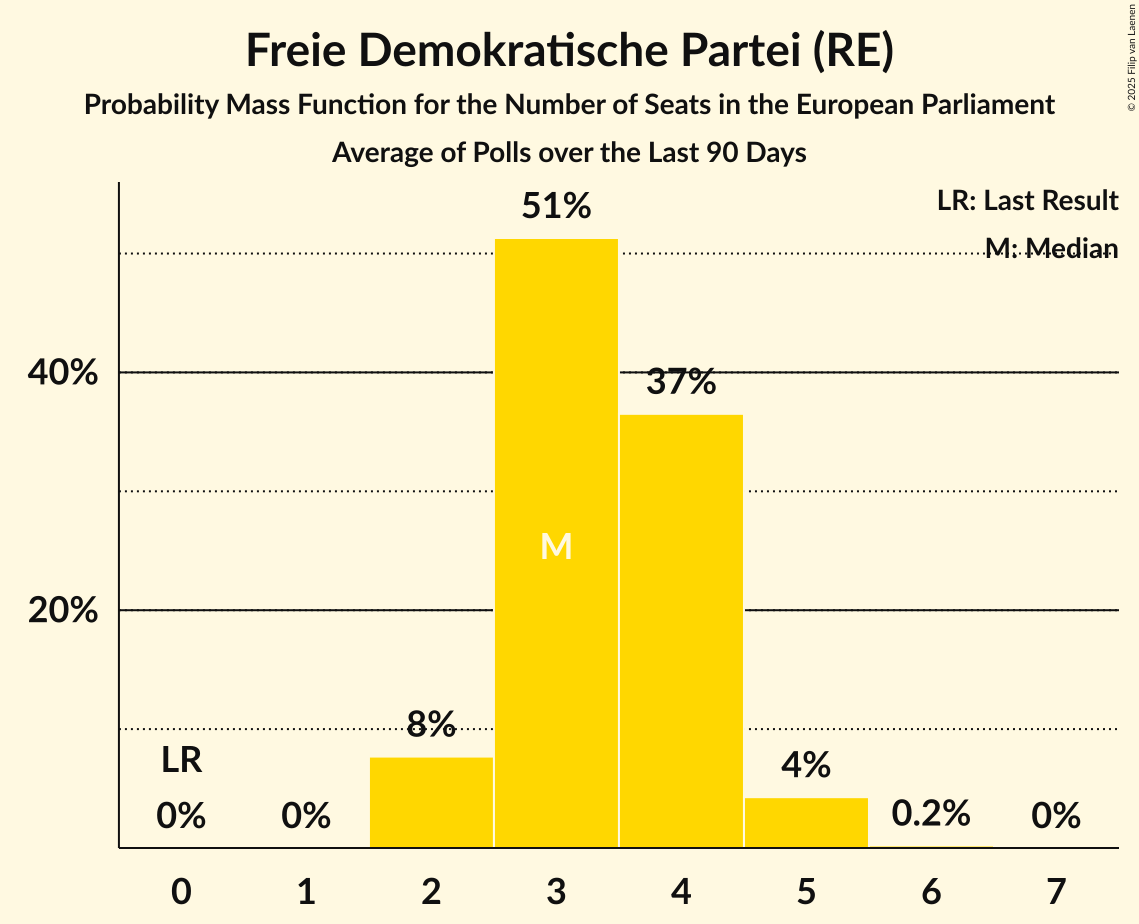 Freie Demokratische Partei (RE)
Probability Mass Function for the Number of Seats in the European Parliament
Average of Polls over the Last 90 Days
© 2025 Filip van Laenen
LR: Last Result
M: Median
51%
40%
37%
M
20%
8%
LR
4%
0%
0%
0.2%
0%
0 1 2 3 4 5 6 7